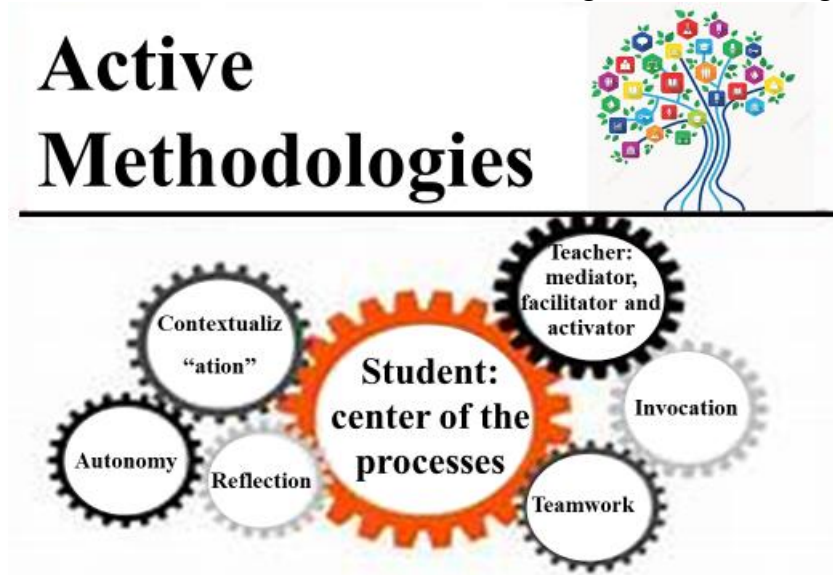 Active
Methodologies
Teacher:
mediator,
facilitator and
activator
Contextualiz
“ation”
Student:
center of the
processes
Invocation
Autonomy
Reflection
Teamwork